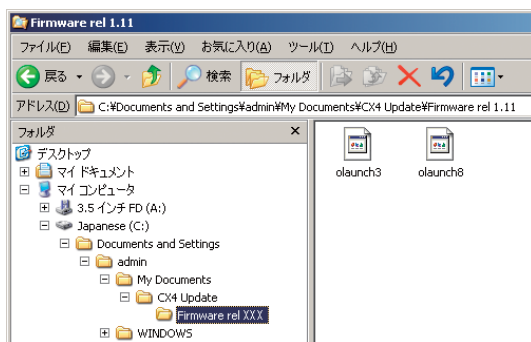 Firmware rel 1.11
ファイル(F) 編集(E) 表示(V) お気に入り(A) ツール(T) ヘルプ(H)
戻る 検索 フォルダ
アドレス(D) C:¥Documents and Settings¥admin¥My Documents¥CX4 Update¥Firmware rel 1.11
フォルダ ×
デスクトップ
マイ ドキュメント
マイ コンピュータ
3.5 インチ FD (A:)
Japanese (C:)
Documents and Settings
admin
My Documents
CX4 Update
Firmware rel XXX
WINDOWS
olaunch3 olaunch8